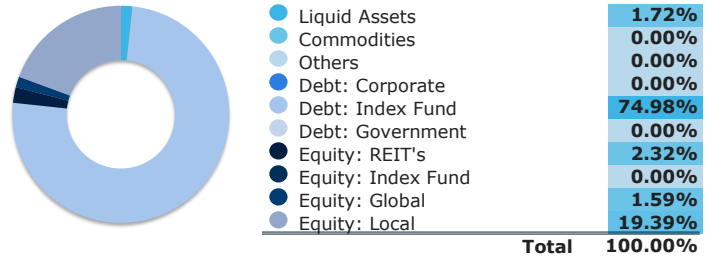 Liquid Assets 1.72%
Commodities 0.00%
Others 0.00%
Debt: Corporate 0.00%
Debt: Index Fund 74.98%
Debt: Government 0.00%
Equity: REIT's 2.32%
Equity: Index Fund 0.00%
Equity: Global 1.59%
Equity: Local 19.39%
Total 100.00%